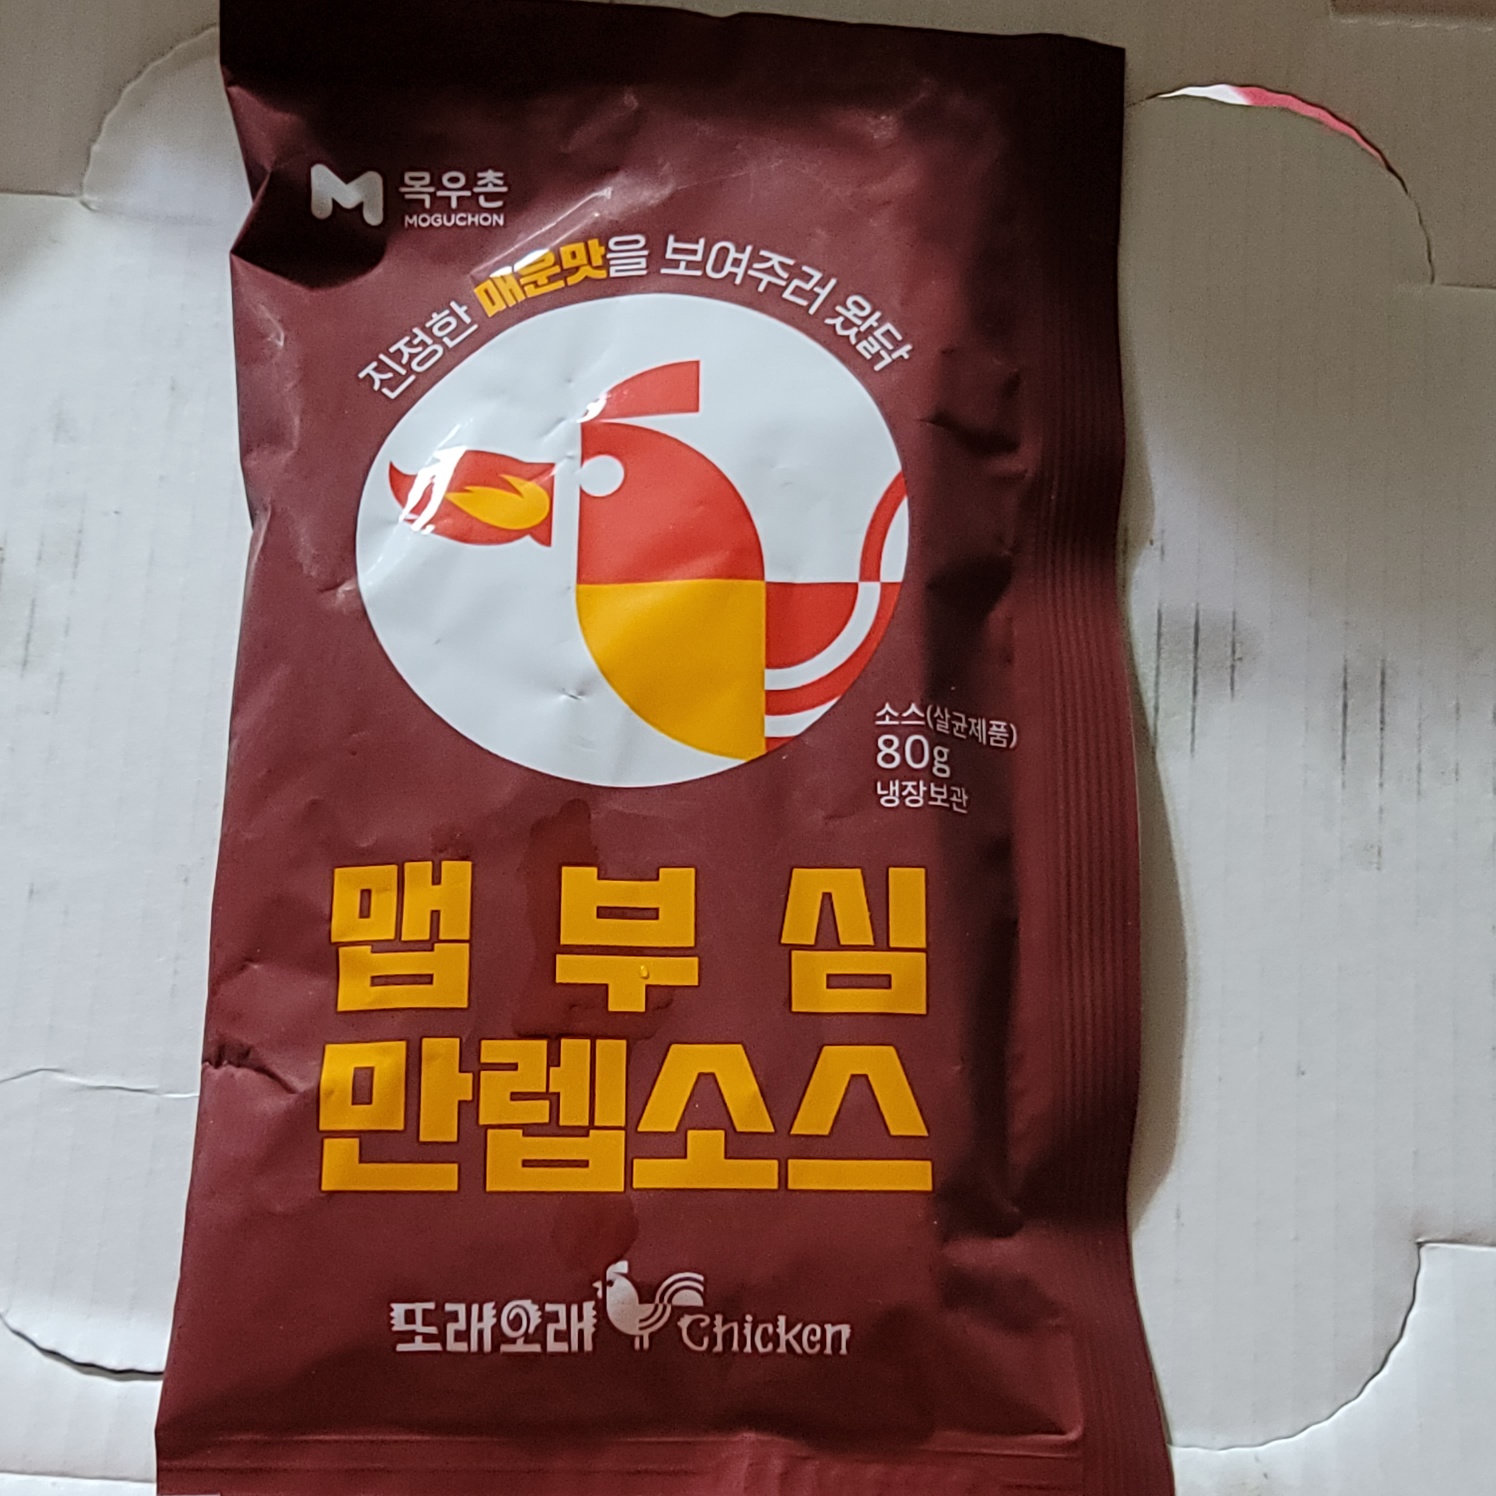 목우촌
MOGUCHON
진정한 매운맛을 보여주러 왔닭
소스(살균제품)
80g
냉장보관
맵부심
만렙소스
또래오래 Chicken